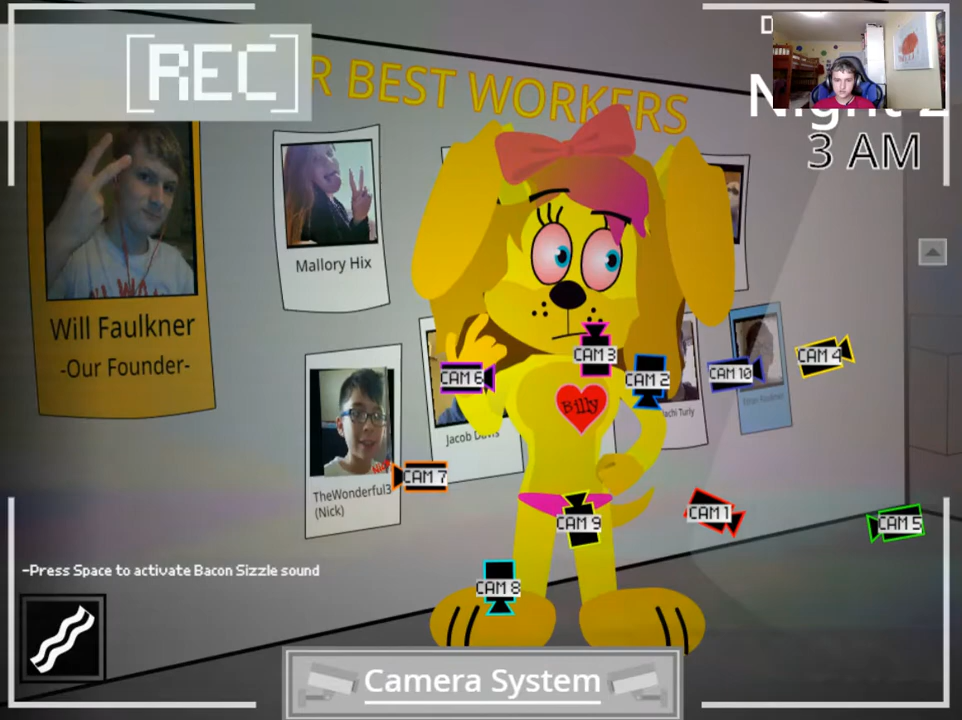 REC
R BEST WORKERS
D
Night 2
3 AM
Mallory Hix
Will Faulkner
-Our Founder-
CAM 3
CAM 4
CAM 6
CAM 2
CAM 10
Billy
Jacob Davis
CAM 7
TheWonderful3
(Nick)
CAM 1
CAM 9
CAM 5
-Press Space to activate Bacon Sizzle sound
CAM 8
Camera System